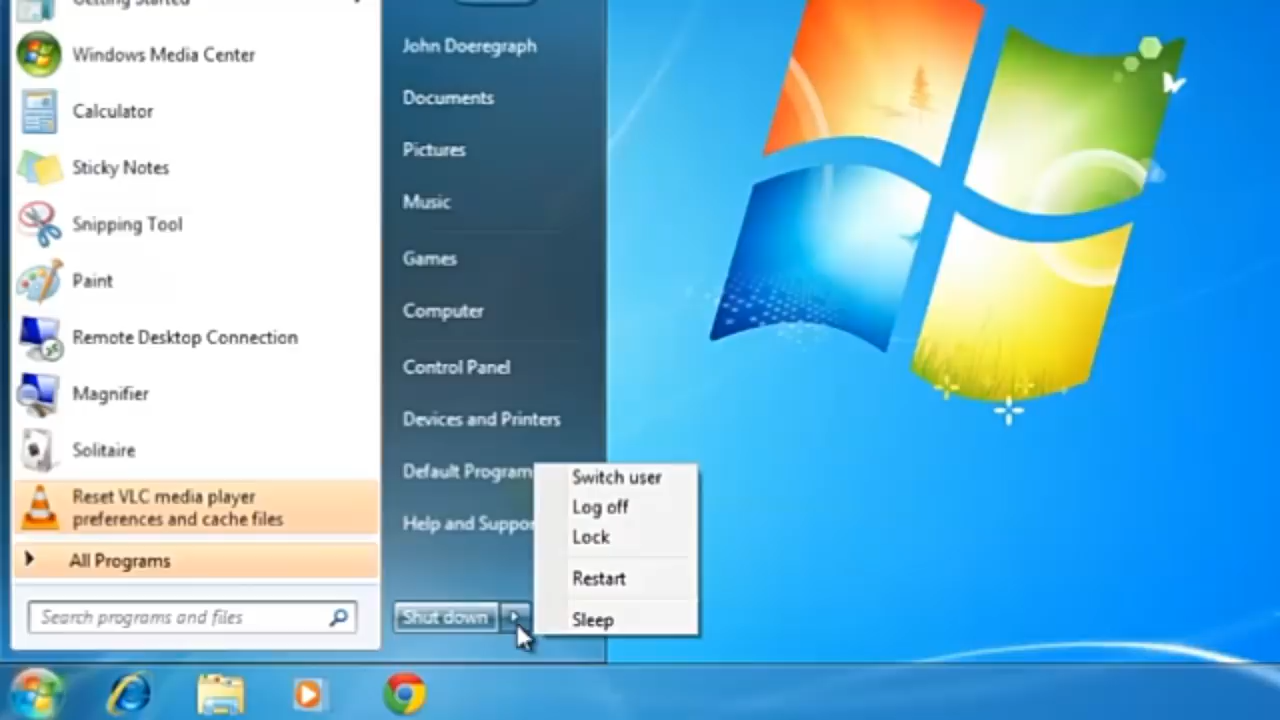 Getting Started
Windows Media Center
Calculator
Sticky Notes
Snipping Tool
Paint
Remote Desktop Connection
Magnifier
Solitaire
Reset VLC media player
preferences and cache files
All Programs
Search programs and files
John Doeregraph
Documents
Pictures
Music
Games
Computer
Control Panel
Devices and Printers
Default Program
Help and Suppor
Shut down
Switch user
Log off
Lock
Restart
Sleep